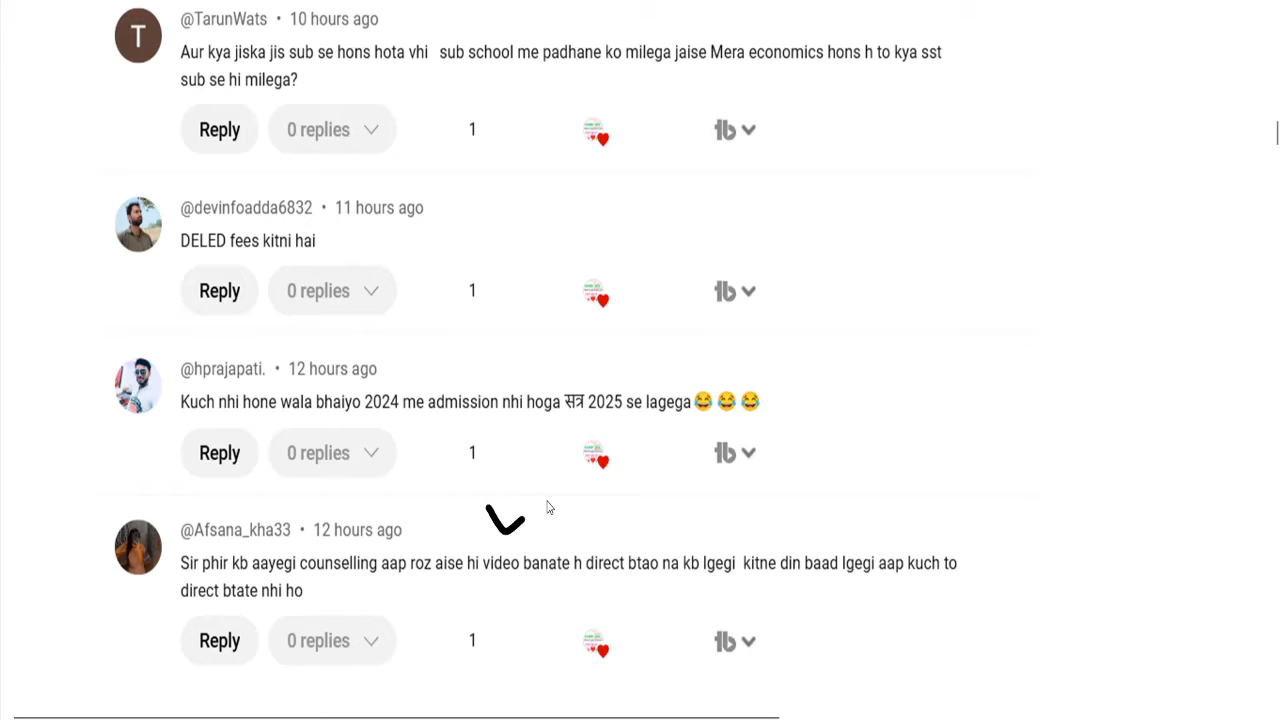 T
@TarunWats • 10 hours ago
Aur kya jiska jis sub se hons hota vhi sub school me padhane ko milega jaise Mera economics hons h to kya sst
sub se hi milega?
Reply 0 replies 1
@devinfoadda6832 • 11 hours ago
DELED fees kitni hai
Reply 0 replies 1
@hprajapati. • 12 hours ago
Kuch nhi hone wala bhaiyo 2024 me admission nhi hoga सत्र 2025 se lagega😂😂😂
Reply 0 replies 1
@Afsana_kha33 • 12 hours ago
Sir phir kb aayegi counselling aap roz aise hi video banate h direct btao na kb lgegi kitne din baad lgegi aap kuch to
direct btate nhi ho
Reply 0 replies 1